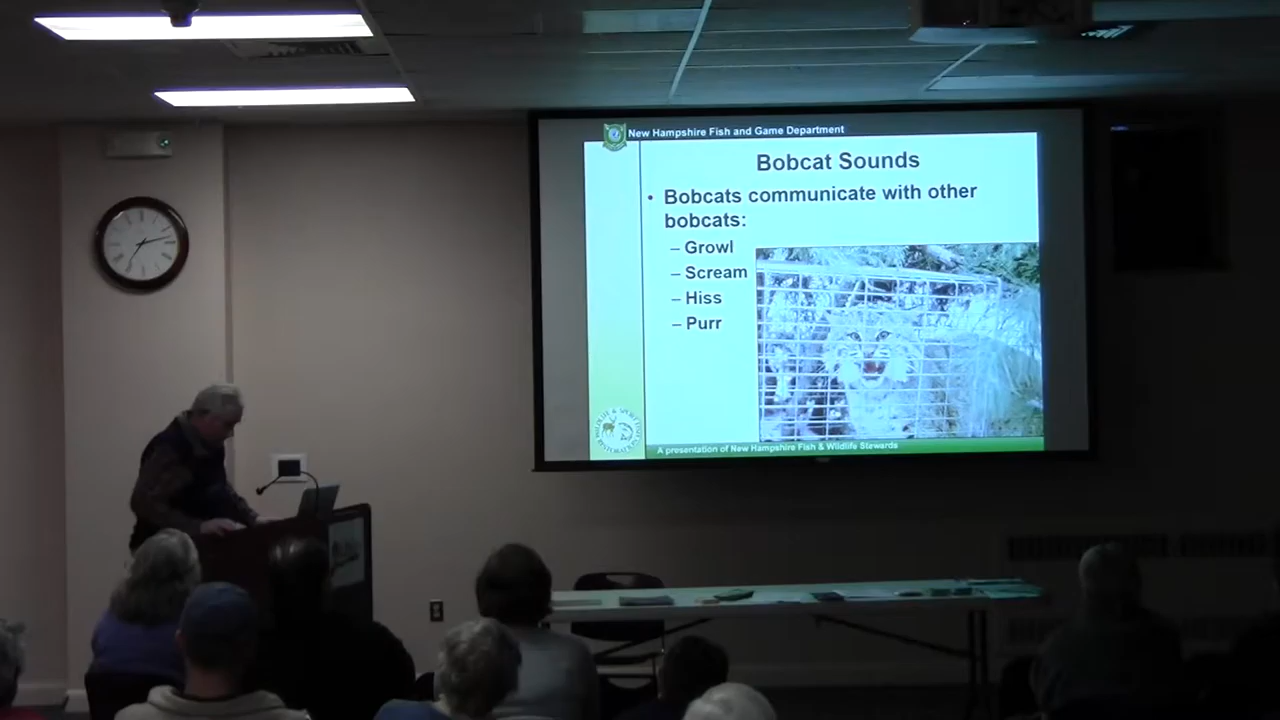 New Hampshire Fish and Game Department
Bobcat Sounds
• Bobcats communicate with other
bobcats:
– Growl
– Scream
– Hiss
– Purr
A presentation of New Hampshire Fish & Wildlife Stewards